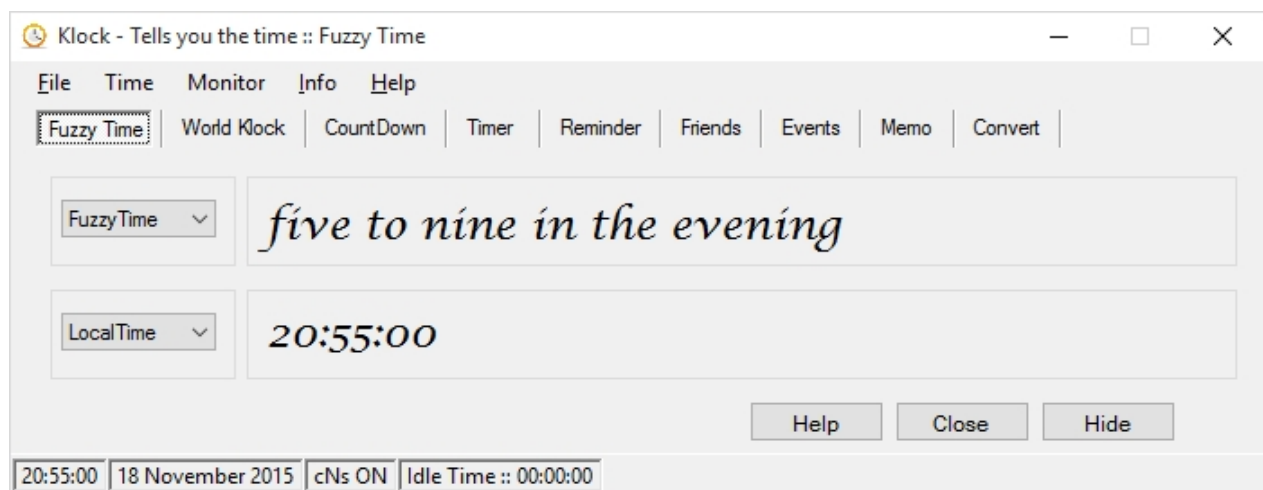 Klock - Tells you the time :: Fuzzy Time
File Time Monitor Info Help
Fuzzy Time World Klock CountDown Timer Reminder Friends Events Memo Convert
FuzzyTime five to nine in the evening
LocalTime 20:55:00
Help Close Hide
20:55:00 18 November 2015 cNs ON Idle Time :: 00:00:00